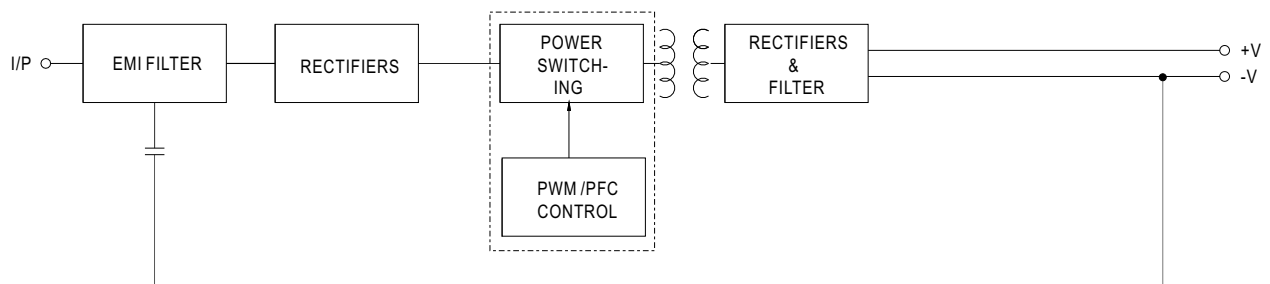 I/P
EMI FILTER
RECTIFIERS
POWER
SWITCH-
ING
RECTIFIERS
&
FILTER
+V
-V
PWM/PFC
CONTROL